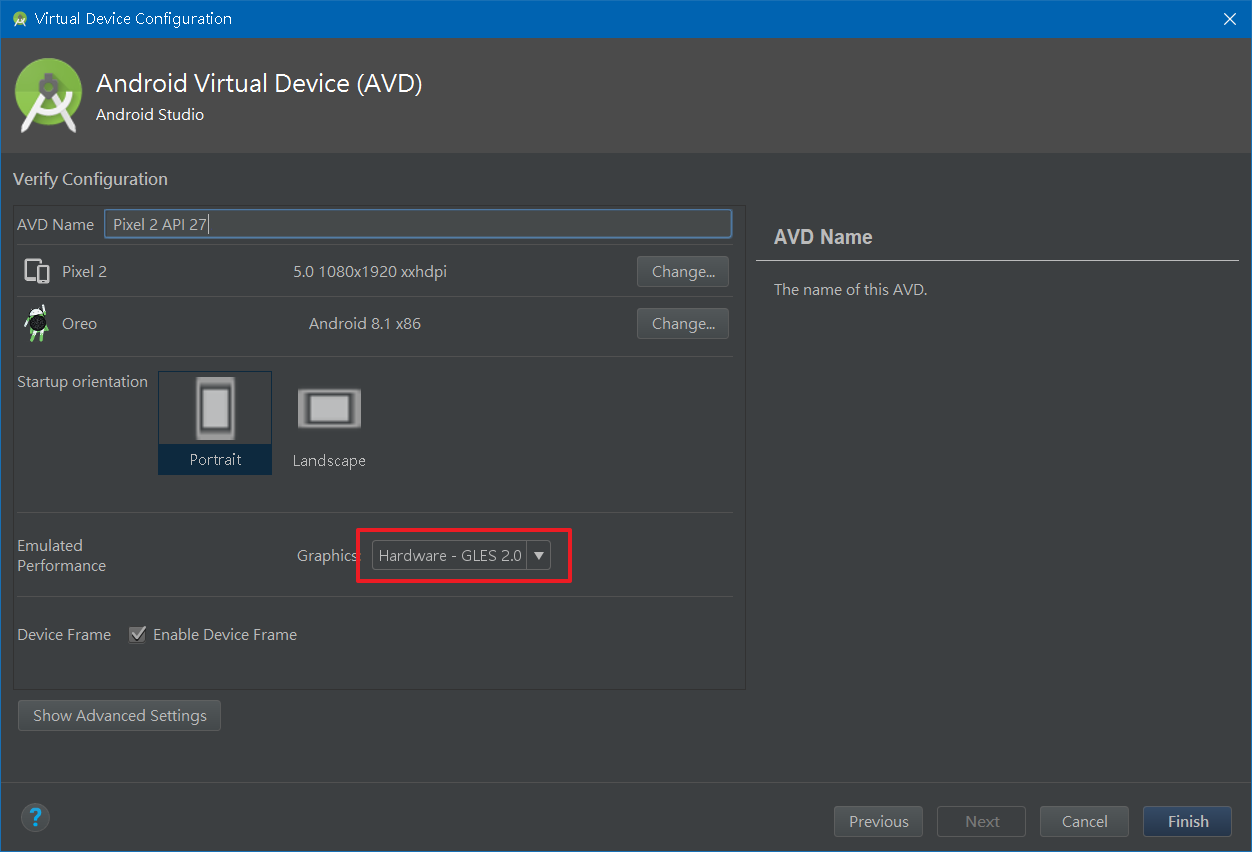 Virtual Device Configuration
Android Virtual Device (AVD)
Android Studio
Verify Configuration
AVD Name Pixel 2 API 27
Pixel 2 5.0 1080x1920 xxhdpi Change...
Oreo Android 8.1 x86 Change...
Startup orientation
Portrait Landscape
Emulated
Performance
Graphics: Hardware - GLES 2.0
Device Frame Enable Device Frame
Show Advanced Settings
AVD Name
The name of this AVD.
?
Previous Next Cancel Finish